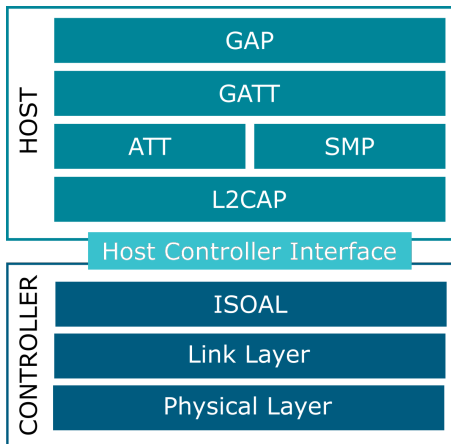 HOST
GAP
GATT
ATT
SMP
L2CAP
Host Controller Interface
CONTROLLER
ISOAL
Link Layer
Physical Layer